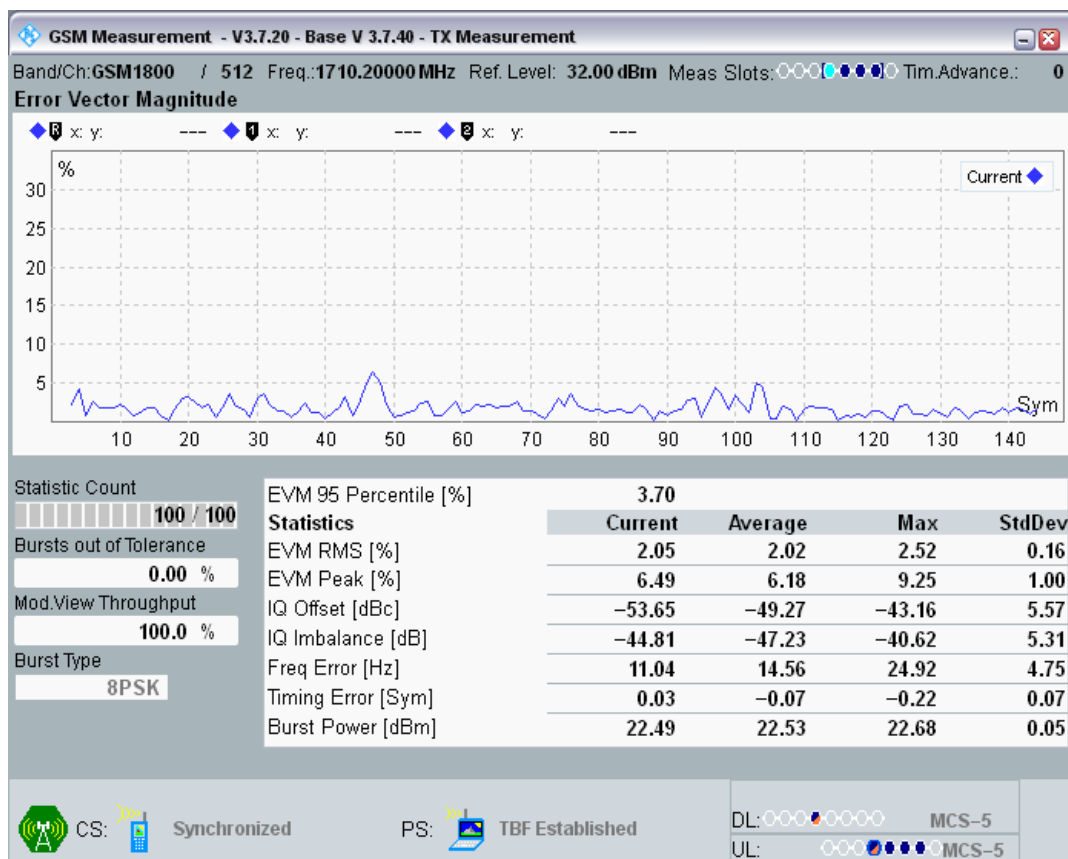 GSM Measurement - V3.7.20 - Base V 3.7.40 - TX Measurement
Band/Ch:GSM1800 / 512 Freq.:1710.20000 MHz Ref. Level: 32.00 dBm Meas Slots: Tim.Advance.: 0
Error Vector Magnitude
R x: y: --- 1 x: y: --- 2 x: y: ---
%
Current
30
25
20
15
10
5
Sym
10 20 30 40 50 60 70 80 90 100 110 120 130 140
Statistic Count
100 / 100
Bursts out of Tolerance
0.00 %
Mod.View Throughput
100.0 %
Burst Type
8PSK
EVM 95 Percentile [%] 3.70
Statistics Current Average Max StdDev
EVM RMS [%] 2.05 2.02 2.52 0.16
EVM Peak [%] 6.49 6.18 9.25 1.00
IQ Offset [dBc] −53.65 −49.27 −43.16 5.57
IQ Imbalance [dB] −44.81 −47.23 −40.62 5.31
Freq Error [Hz] 11.04 14.56 24.92 4.75
Timing Error [Sym] 0.03 −0.07 −0.22 0.07
Burst Power [dBm] 22.49 22.53 22.68 0.05
CS: Synchronized PS: TBF Established
DL: MCS−5
UL: MCS−5